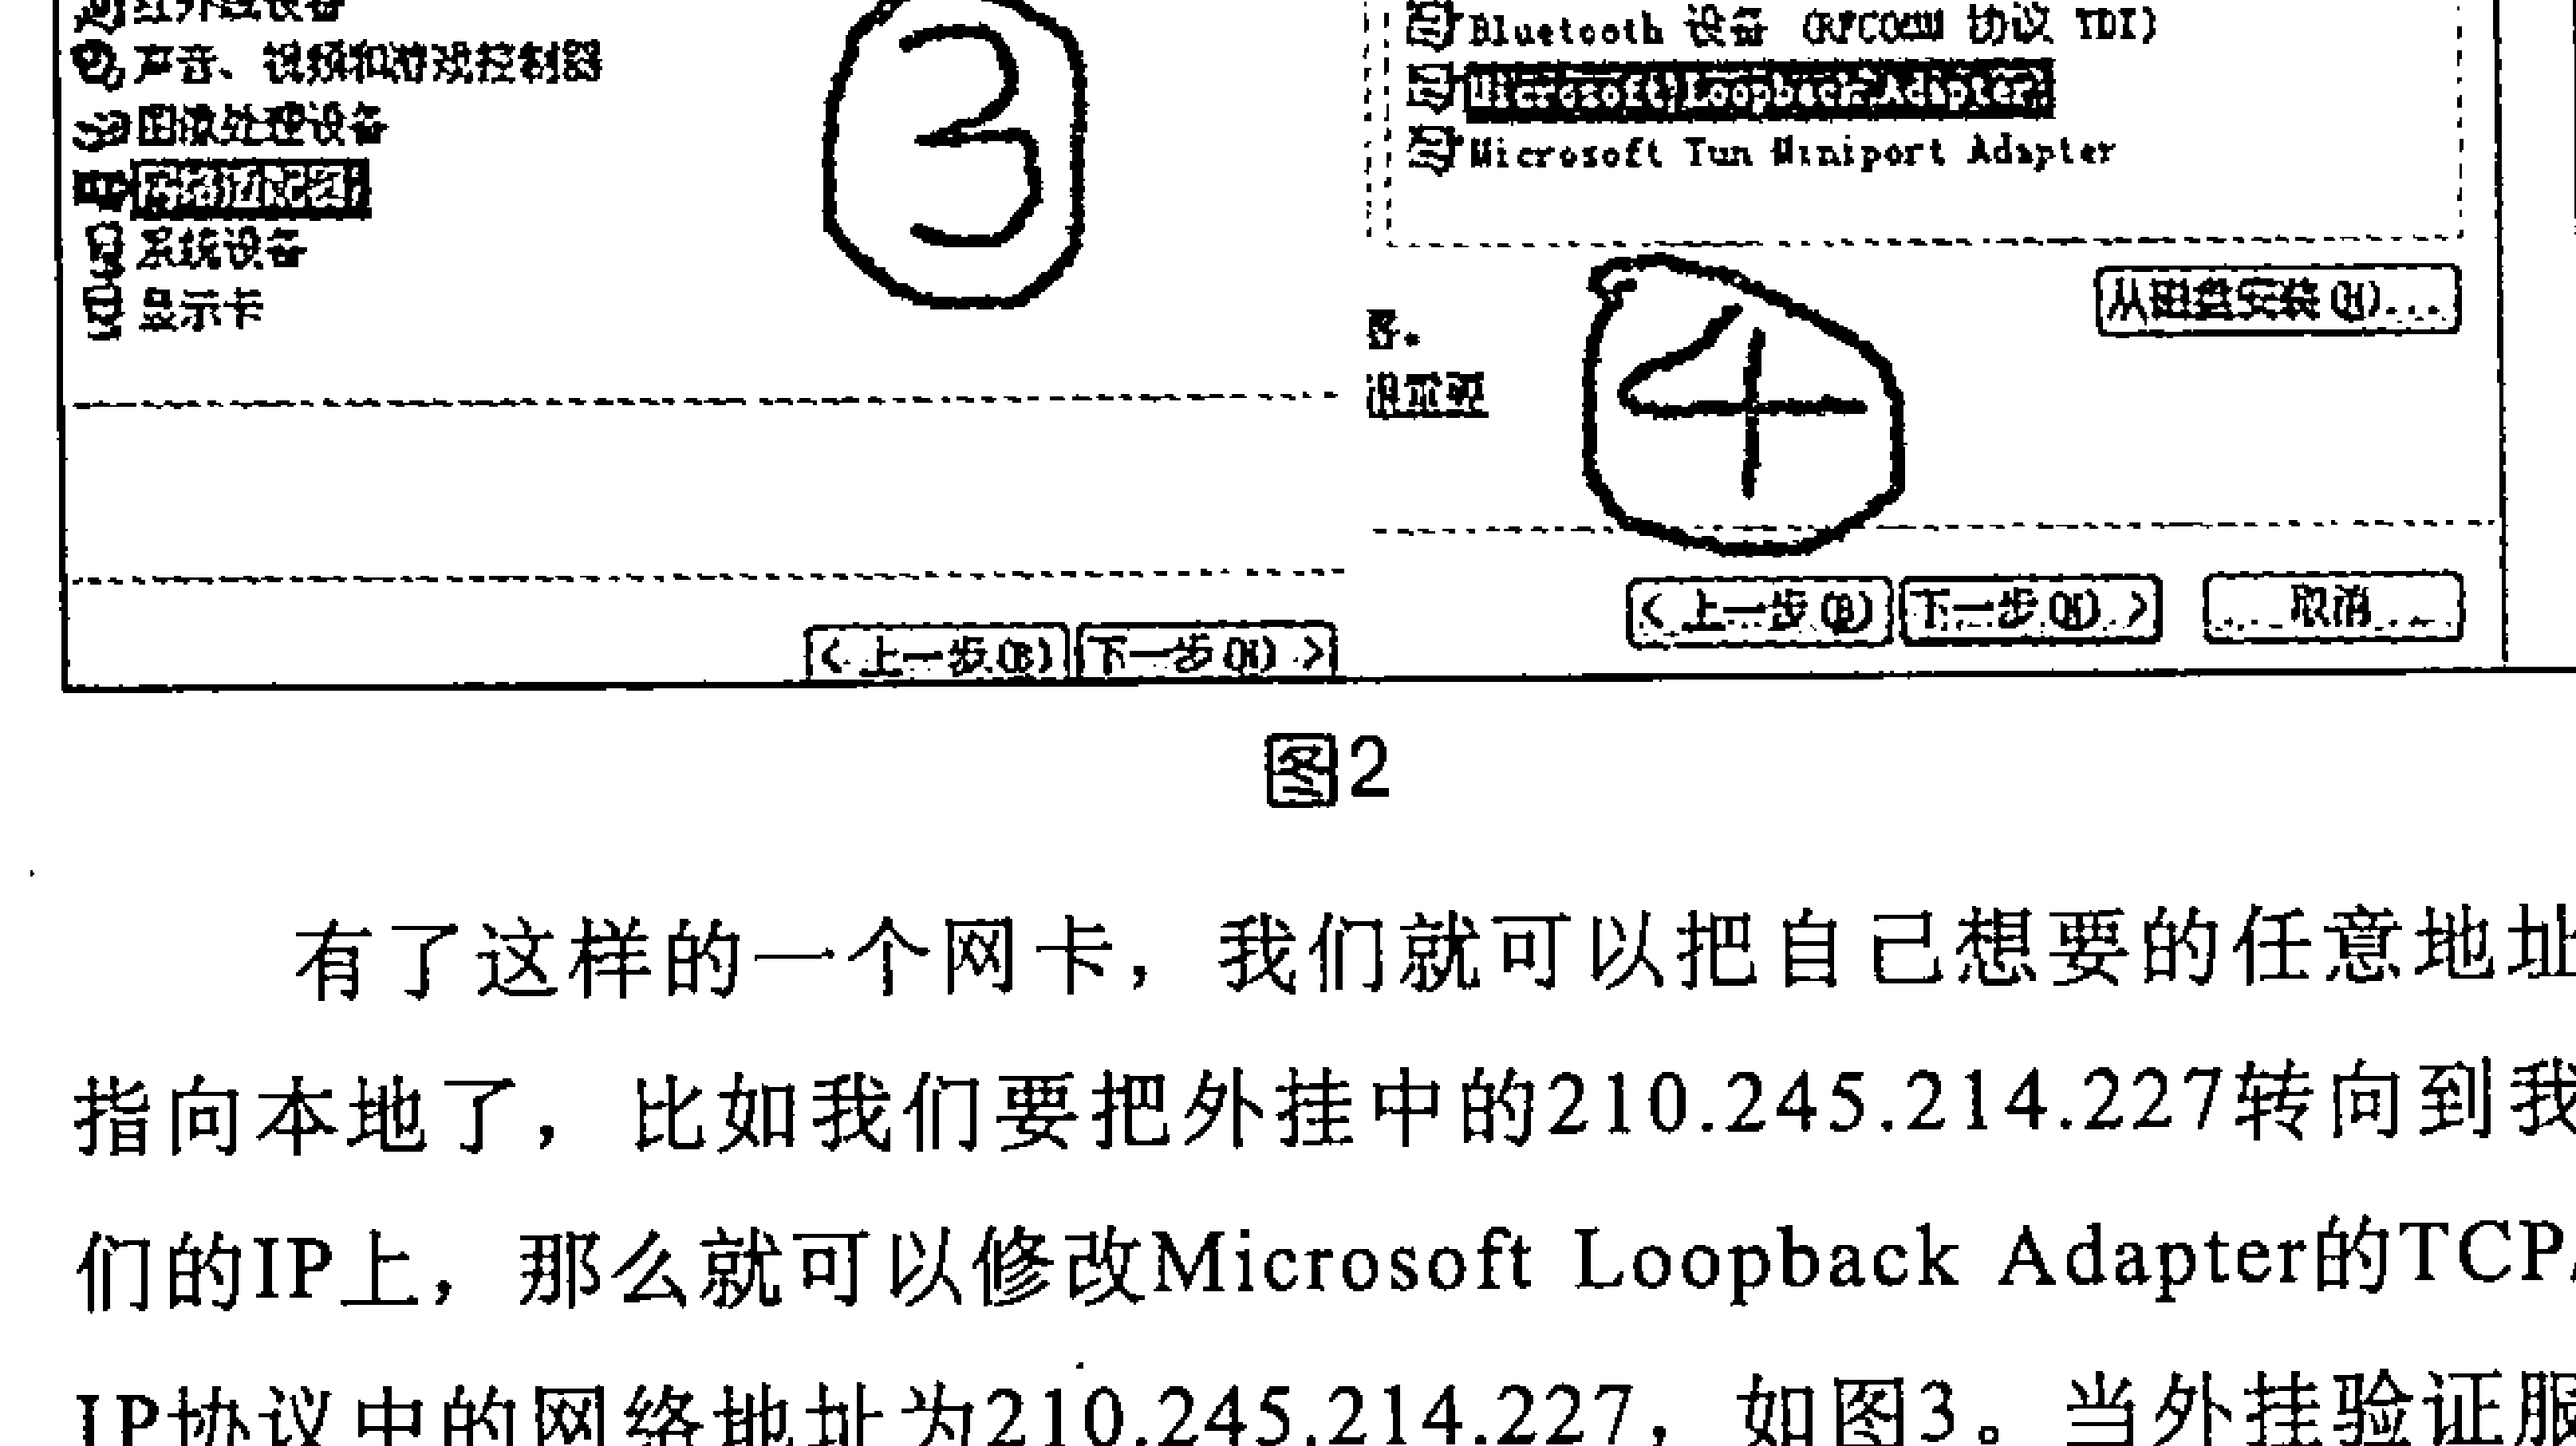 红外线设备
声音、视频和游戏控制器
图像处理设备
网络适配器
系统设备
显示卡
3
< 上一步(B)
下一步(N) >
Bluetooth 设备 (RFCOMM 协议 TDI)
Microsoft Loopback Adapter
Microsoft Tun Miniport Adapter
从磁盘安装(H)...
4
< 上一步(B)
下一步(N) >
取消
图2
有了这样的一个网卡，我们就可以把自己想要的任意地址
指向本地了，比如我们要把外挂中的210.245.214.227转向到我
们的IP上，那么就可以修改Microsoft Loopback Adapter的TCP/
IP协议中的网络地址为210.245.214.227，如图3。当外挂验证服